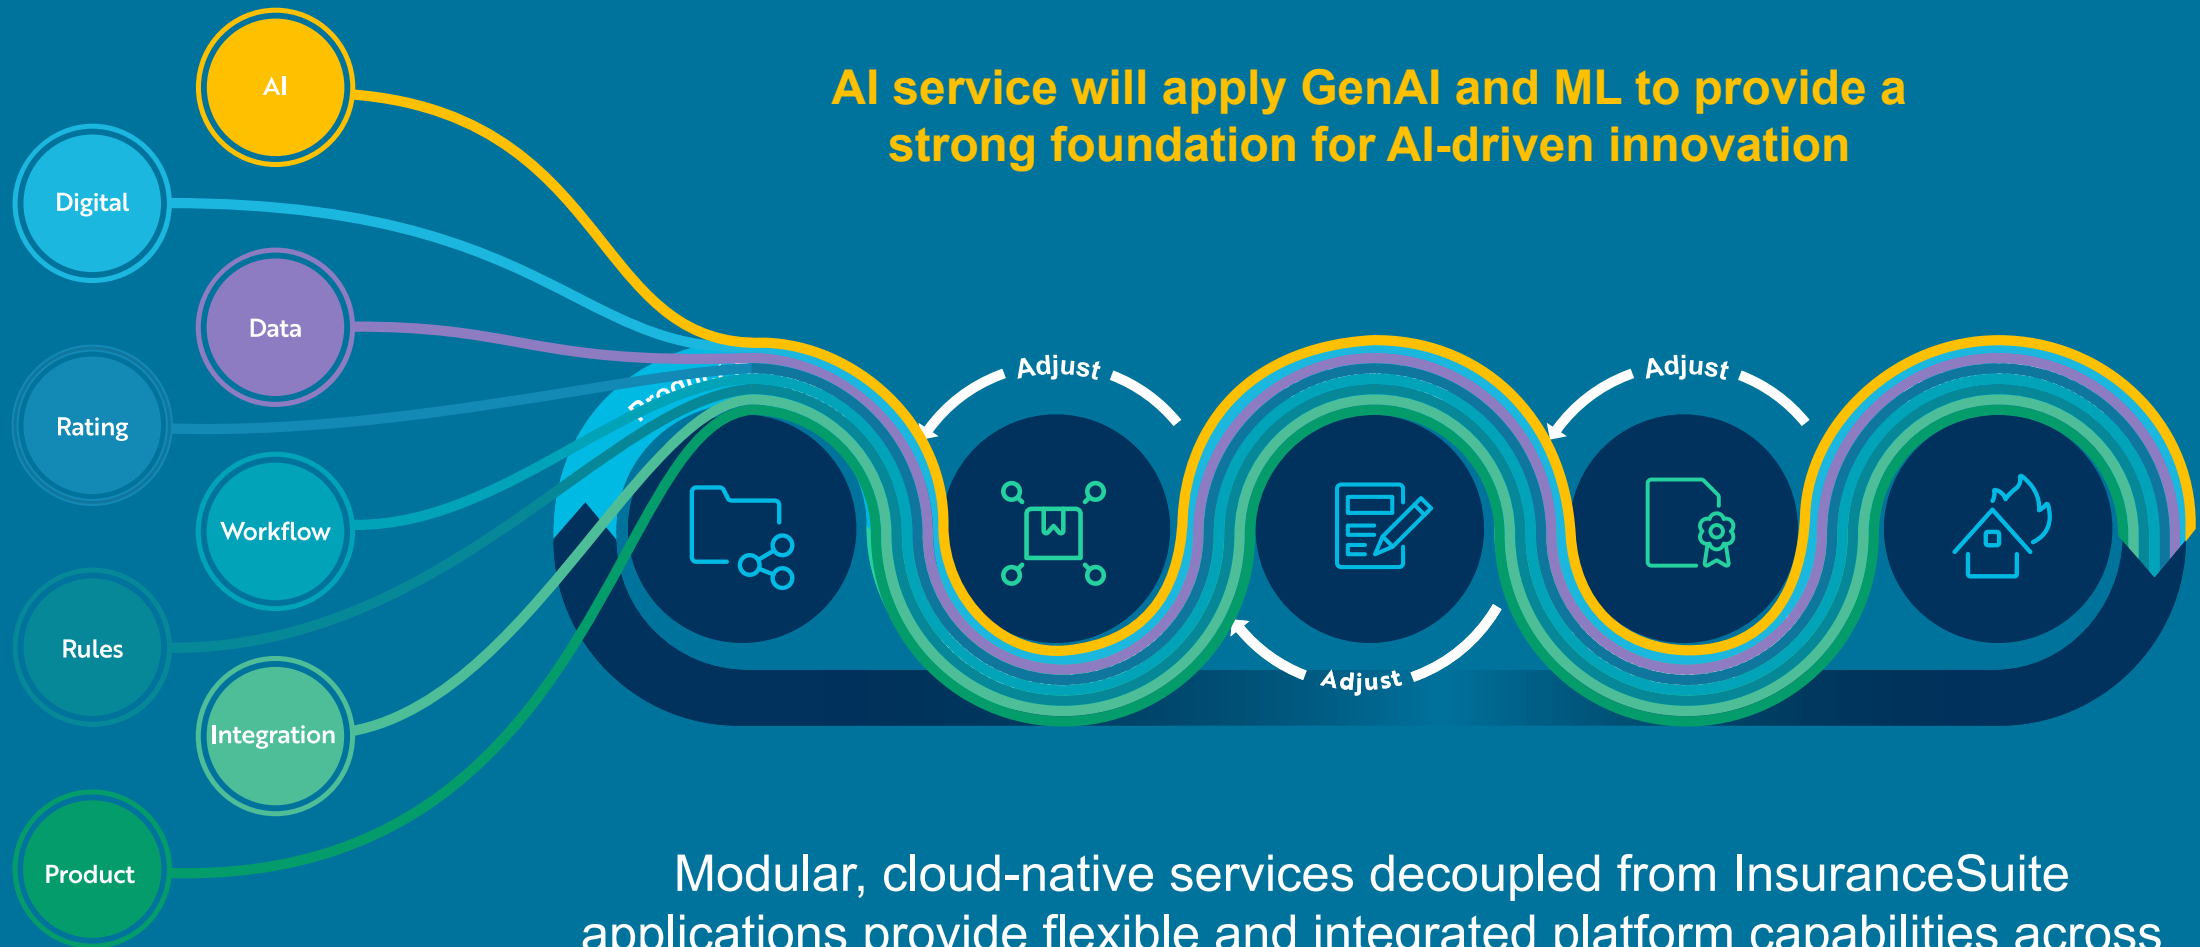 AI
AI service will apply GenAI and ML to provide a
strong foundation for AI-driven innovation
Digital
Data
Rating
Workflow
Rules
Integration
Product
Adjust
Adjust
Adjust
Modular, cloud-native services decoupled from InsuranceSuite
applications provide flexible and integrated platform capabilities across